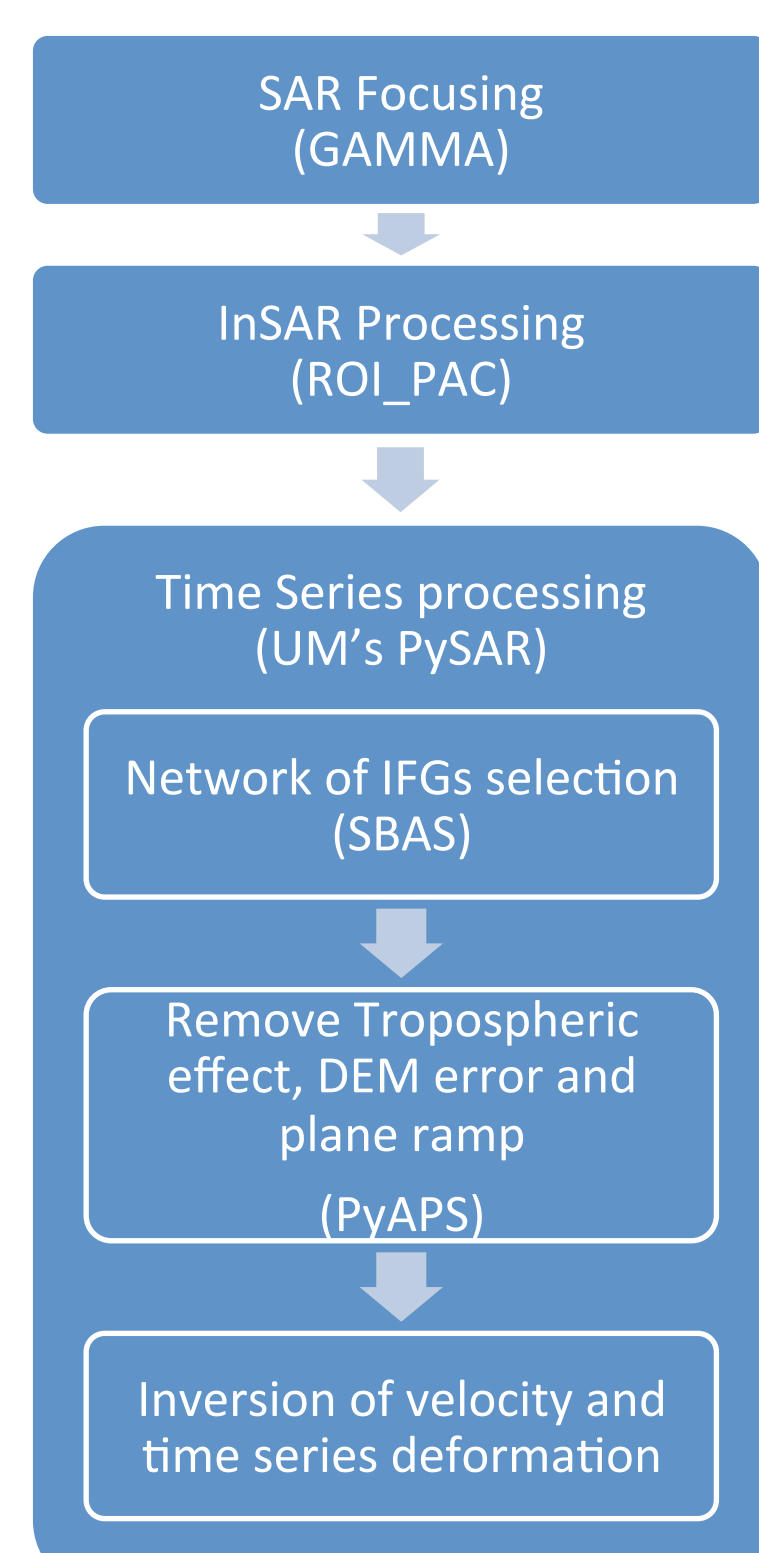 SAR Focusing
(GAMMA)
InSAR Processing
(ROI_PAC)
Time Series processing
(UM’s PySAR)
Network of IFGs selection
(SBAS)
Remove Tropospheric
effect, DEM error and
plane ramp
(PyAPS)
Inversion of velocity and
time series deformation